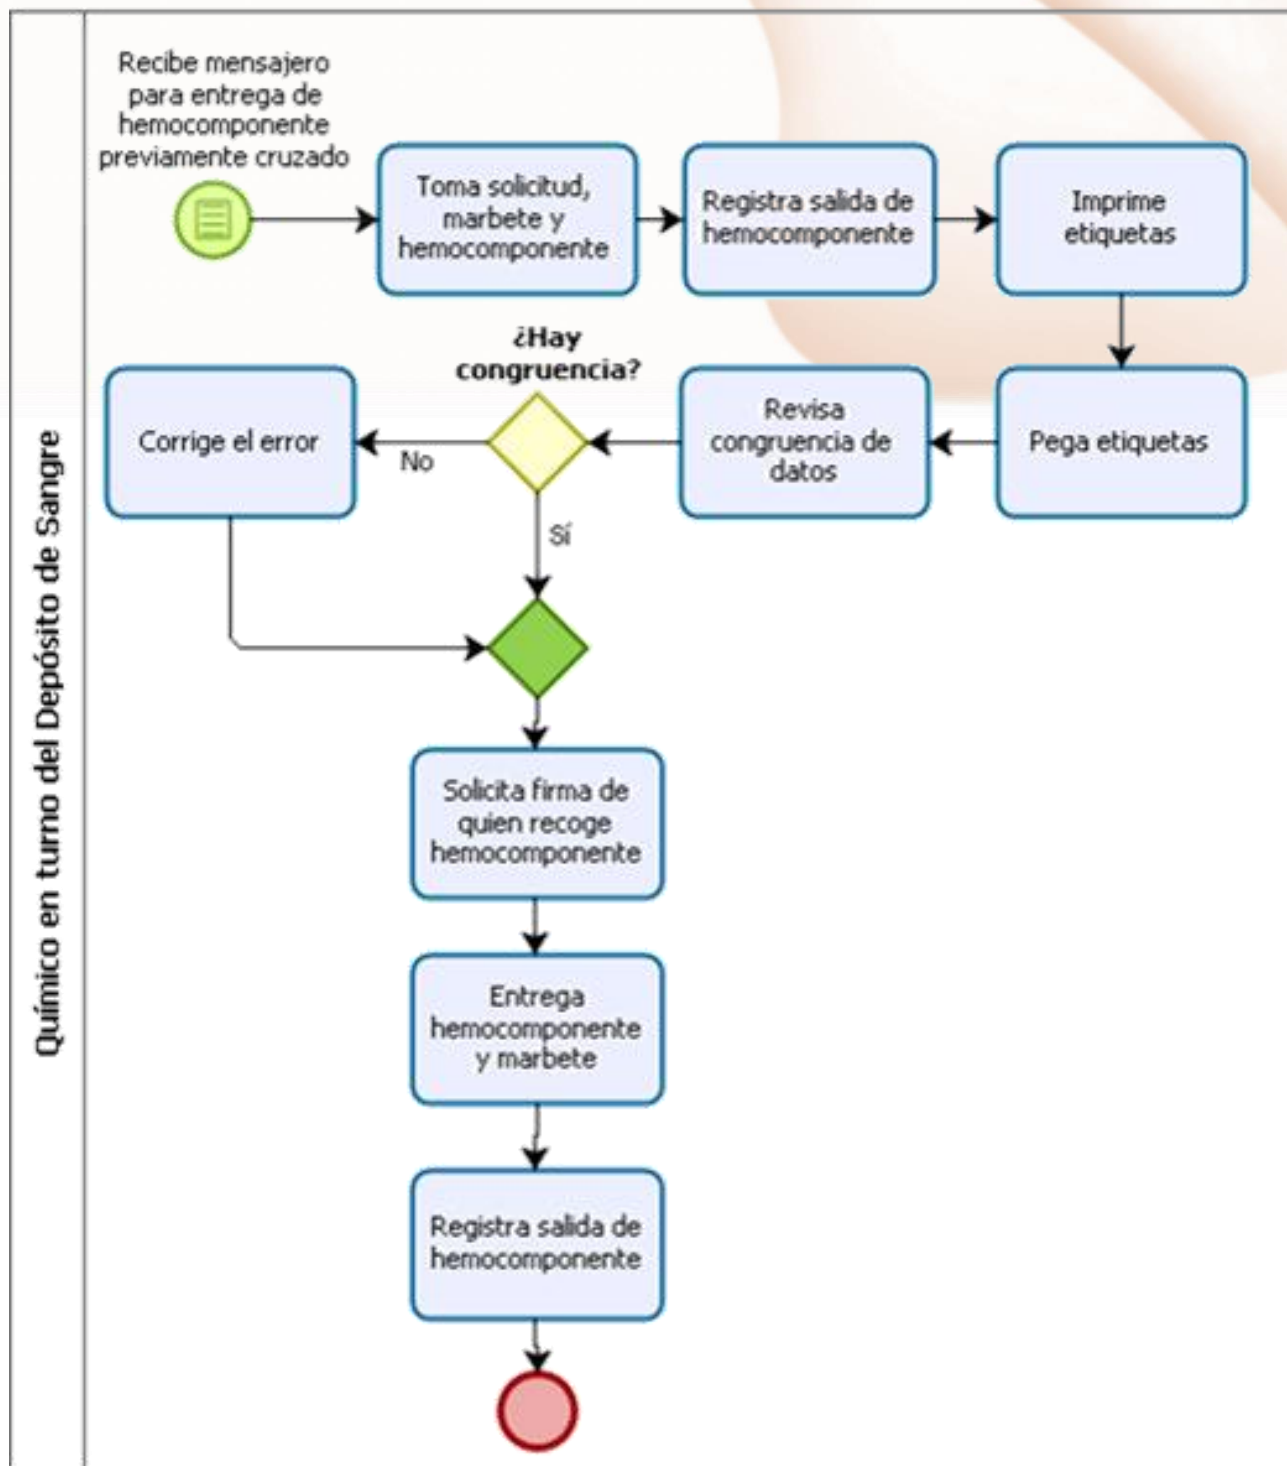 Químico en turno del Depósito de Sangre
Recibe mensajero
para entrega de
hemocomponente
previamente cruzado
Toma solicitud,
marbete y
hemocomponente
Registra salida de
hemocomponente
Imprime
etiquetas
Pega etiquetas
Revisa
congruencia de
datos
¿Hay
congruencia?
No
Corrige el error
Sí
Solicita firma de
quien recoge
hemocomponente
Entrega
hemocomponente
y marbete
Registra salida de
hemocomponente